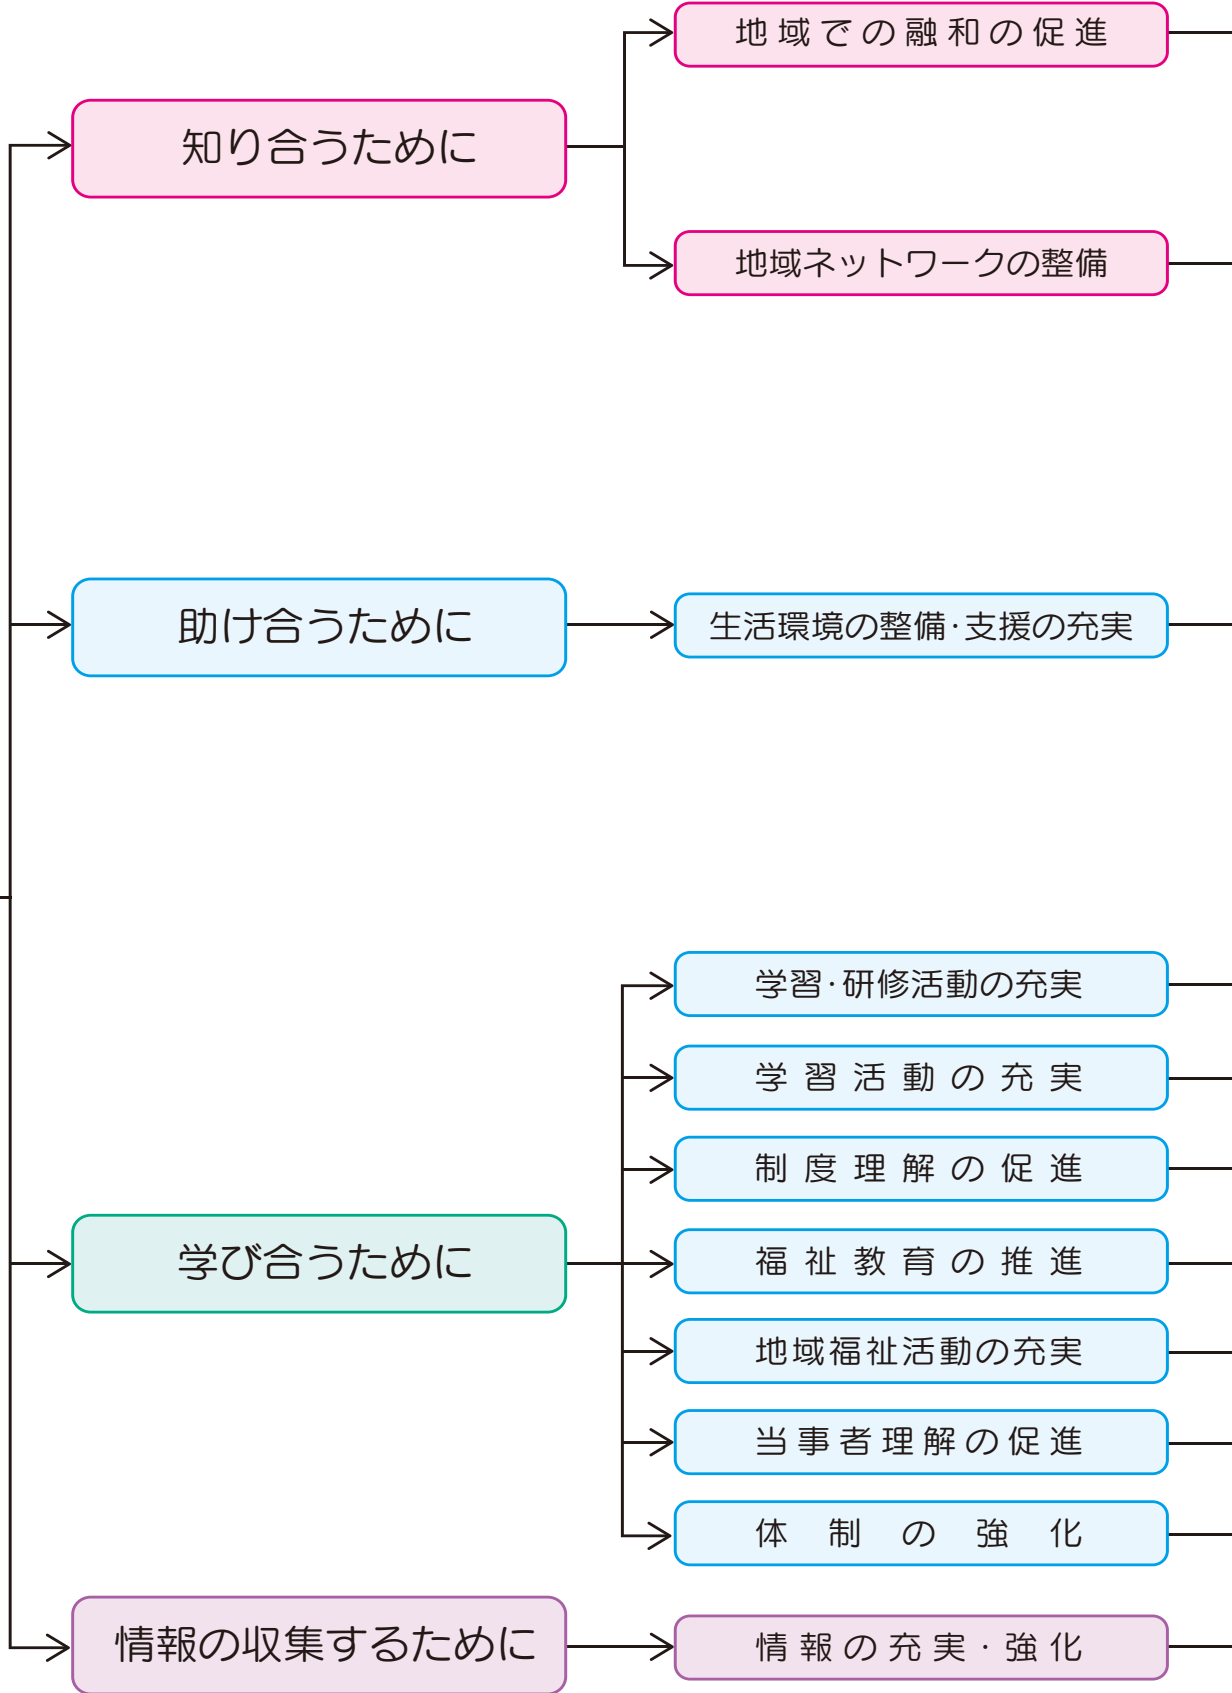 地域での融和の促進
知り合うために
地域ネットワークの整備
助け合うために
生活環境の整備·支援の充実
学習·研修活動の充実
学習活動の充実
制度理解の促進
学び合うために
福祉教育の推進
地域福祉活動の充実
当事者理解の促進
体制の強化
情報の収集するために
情報の充実·強化